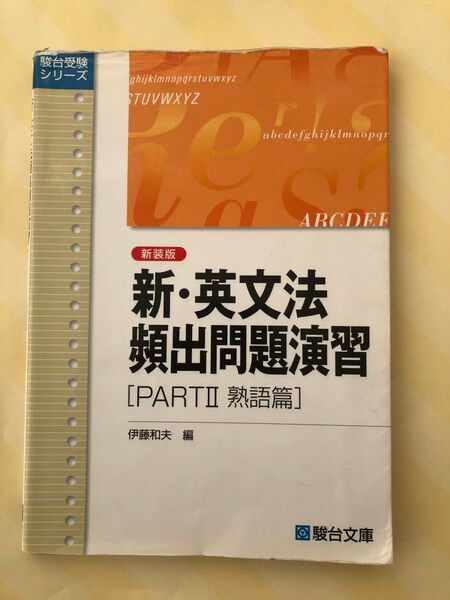 駿台受験
シリーズ
fghijklmnopqrstuvwxyz
STUVWXYZ
abcdefghijklmnopqr
ABCDEF
新装版
新・英文法
頻出問題演習
[PARTⅡ 熟語篇]
伊藤和夫 編
駿台文庫